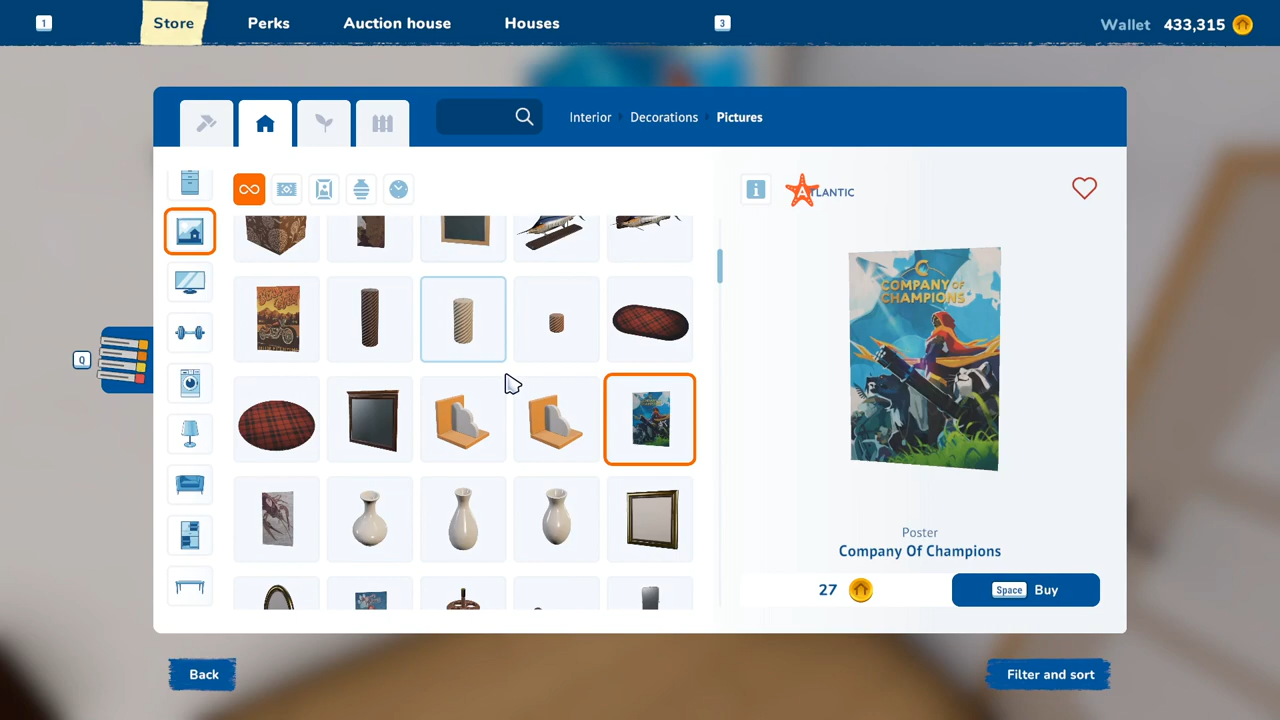 1
Store
Perks
Auction house
Houses
3
Wallet 433,315
Interior Decorations Pictures
ATLANTIC
Q
COMPANY OF
CHAMPIONS
Poster
Company Of Champions
27
Space Buy
Back
Filter and sort